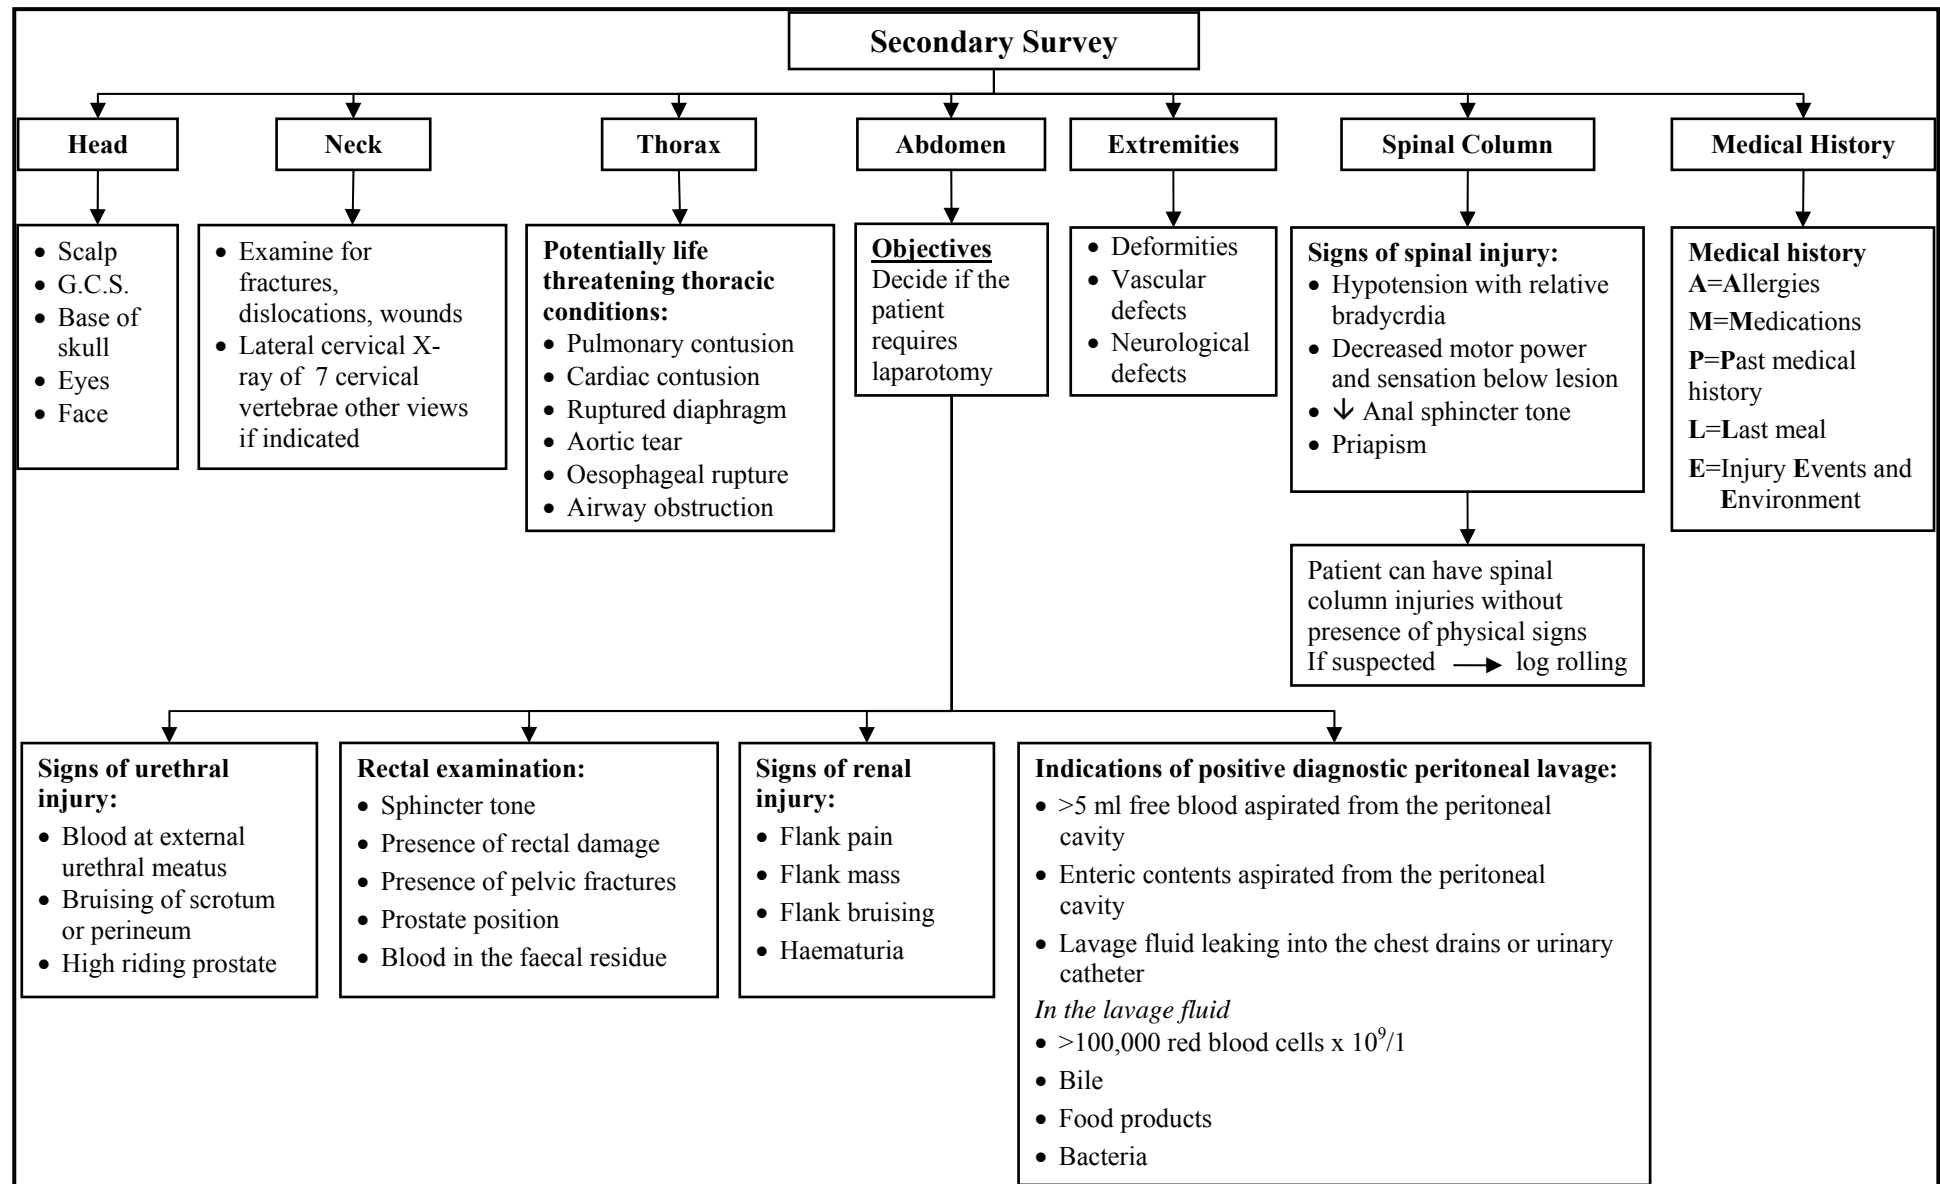 Secondary Survey
Head
Neck
Thorax
Abdomen
Extremities
Spinal Column
Medical History
• Scalp
• G.C.S.
• Base of
skull
• Eyes
• Face
• Examine for
fractures,
dislocations, wounds
• Lateral cervical X-
ray of 7 cervical
vertebrae other views
if indicated
Potentially life
threatening thoracic
conditions:
• Pulmonary contusion
• Cardiac contusion
• Ruptured diaphragm
• Aortic tear
• Oesophageal rupture
• Airway obstruction
Objectives
Decide if the
patient
requires
laparotomy
• Deformities
• Vascular
defects
• Neurological
defects
Signs of spinal injury:
• Hypotension with relative
bradycrdia
• Decreased motor power
and sensation below lesion
• ↓ Anal sphincter tone
• Priapism
Medical history
A=Allergies
M=Medications
P=Past medical
history
L=Last meal
E=Injury Events and
Environment
Patient can have spinal
column injuries without
presence of physical signs
If suspected → log rolling
Signs of urethral
injury:
• Blood at external
urethral meatus
• Bruising of scrotum
or perineum
• High riding prostate
Rectal examination:
• Sphincter tone
• Presence of rectal damage
• Presence of pelvic fractures
• Prostate position
• Blood in the faecal residue
Signs of renal
injury:
• Flank pain
• Flank mass
• Flank bruising
• Haematuria
Indications of positive diagnostic peritoneal lavage:
• >5 ml free blood aspirated from the peritoneal
cavity
• Enteric contents aspirated from the peritoneal
cavity
• Lavage fluid leaking into the chest drains or urinary
catheter
In the lavage fluid
• >100,000 red blood cells x 10⁹/1
• Bile
• Food products
• Bacteria